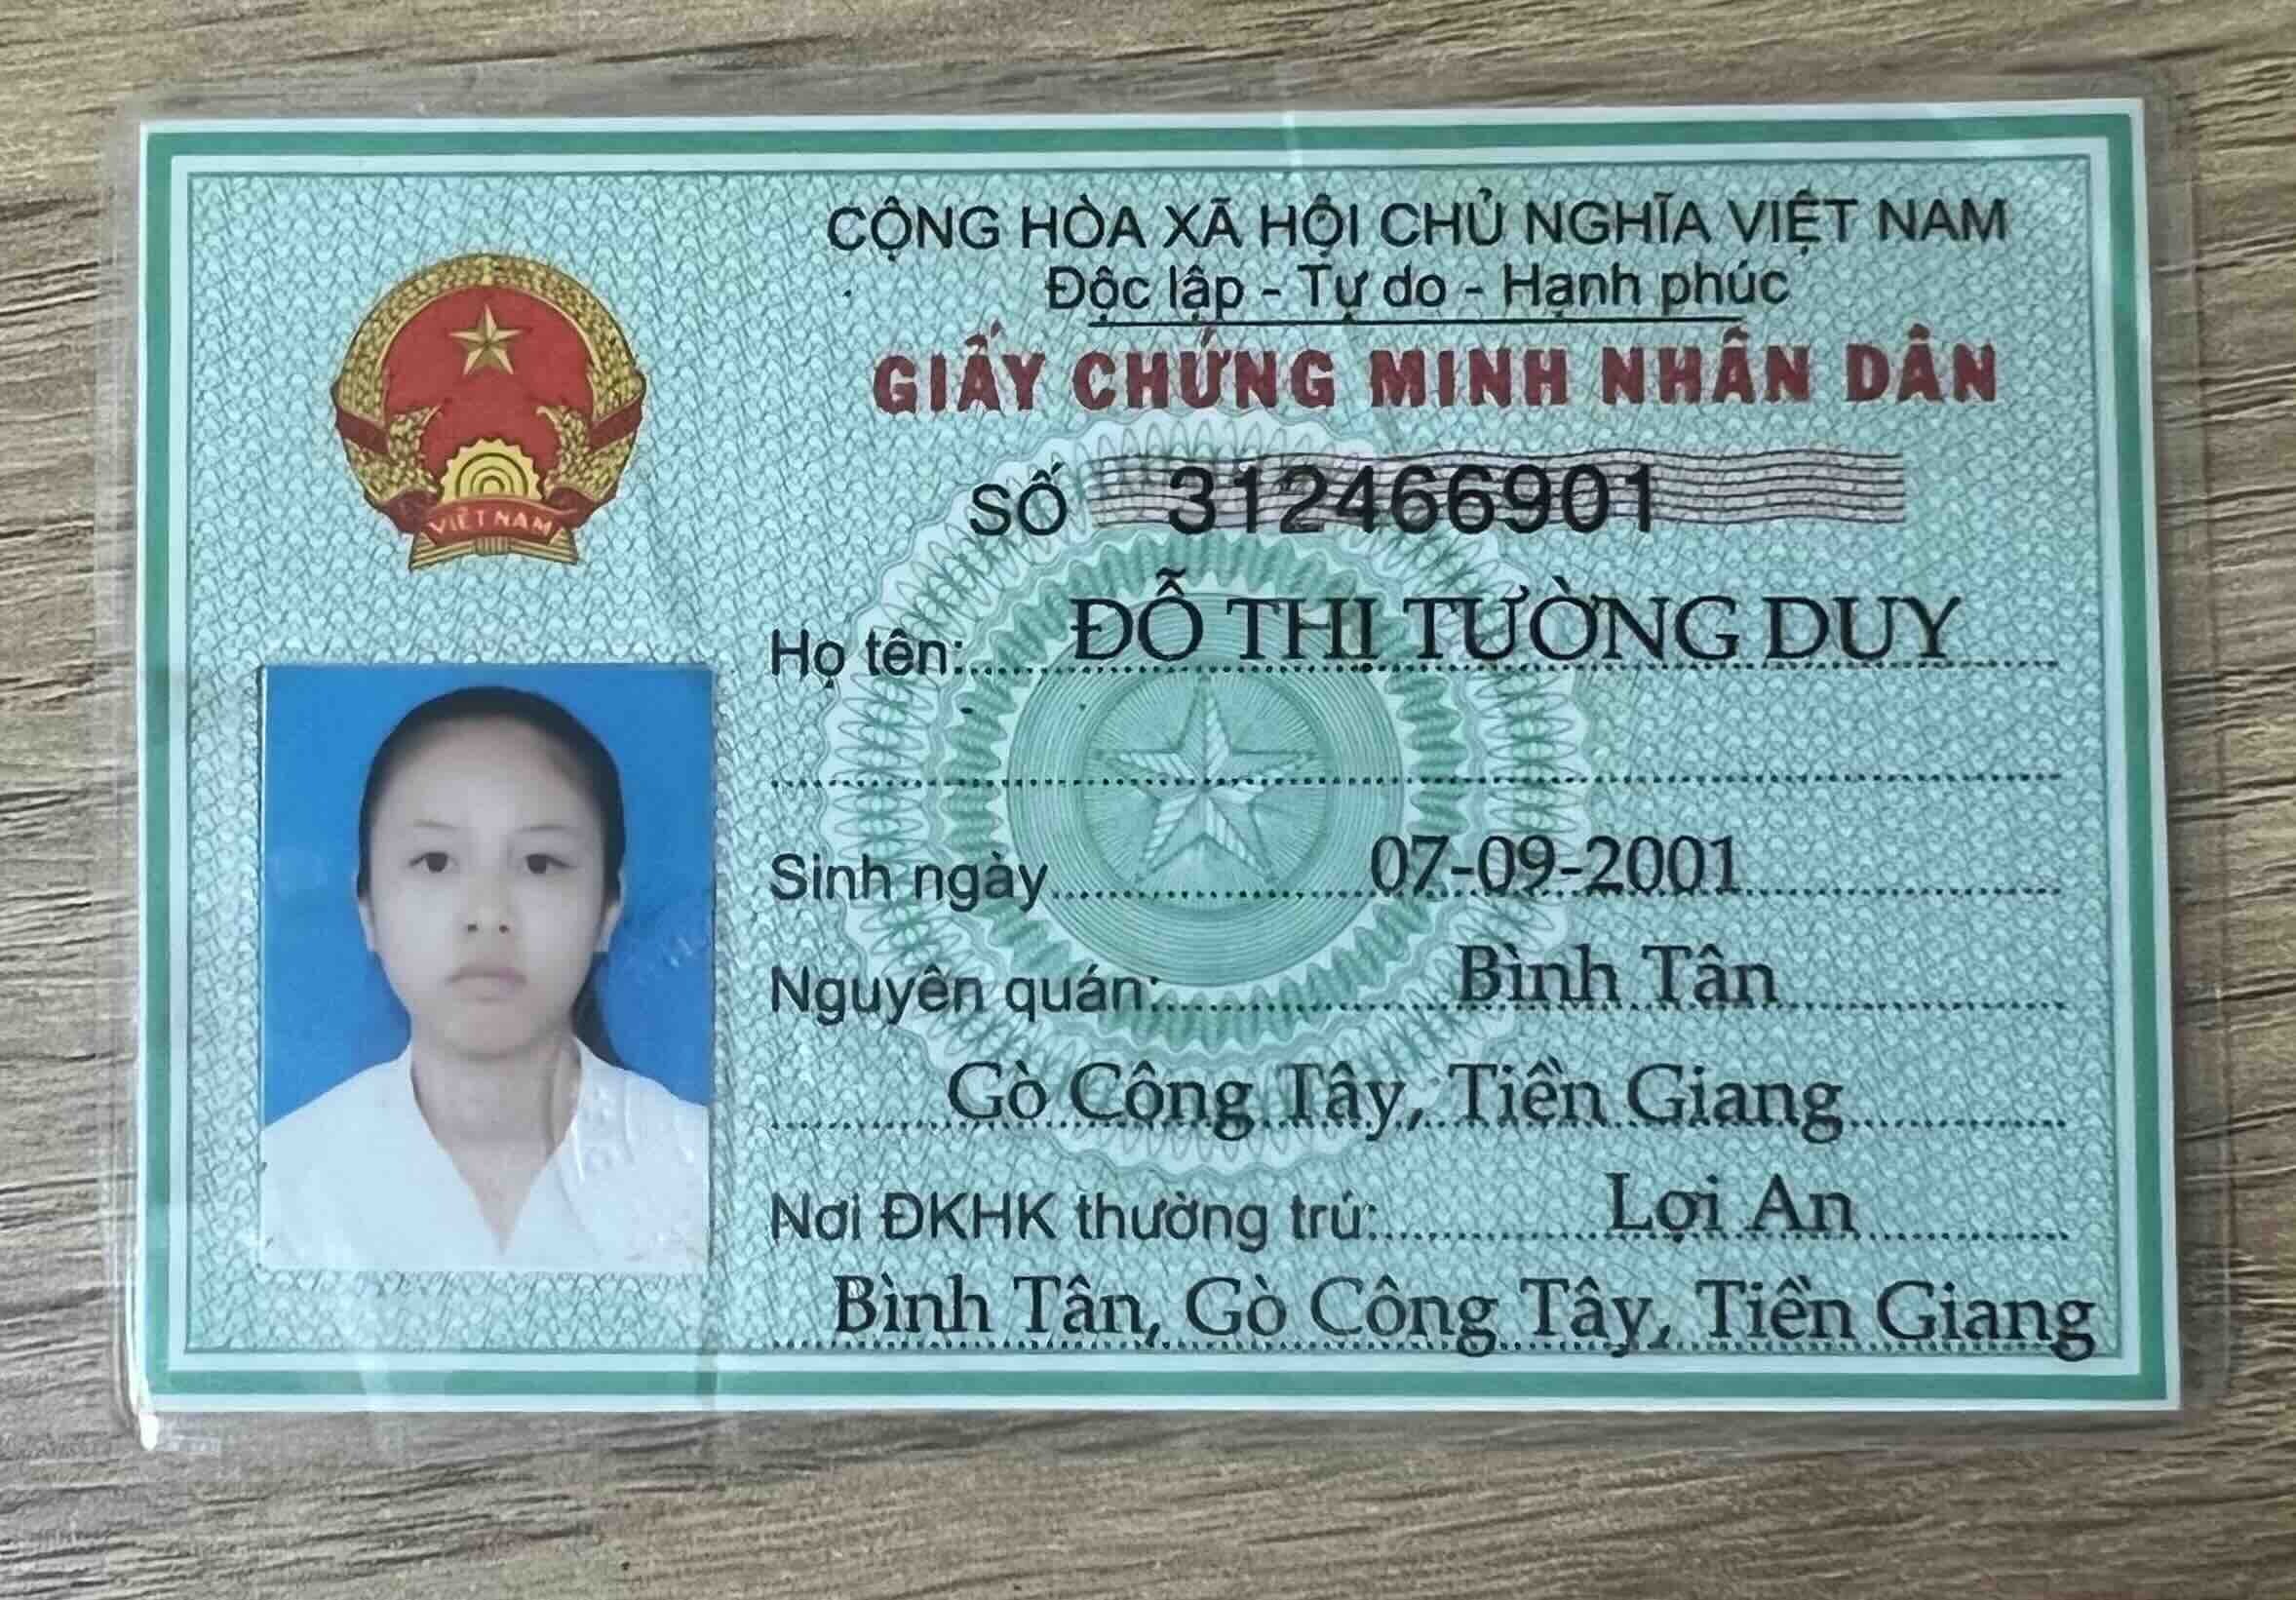 CỘNG HÒA XÃ HỘI CHỦ NGHĨA VIỆT NAM
Độc lập - Tự do - Hạnh phúc
GIẤY CHỨNG MINH NHÂN DÂN
SỐ 312466901
VIỆT NAM
Họ tên: ĐỖ THỊ TƯỜNG DUY
Sinh ngày 07-09-2001
Nguyên quán: Bình Tân
Gò Công Tây, Tiền Giang
Nơi ĐKHK thường trú: Lợi An
Bình Tân, Gò Công Tây, Tiền Giang